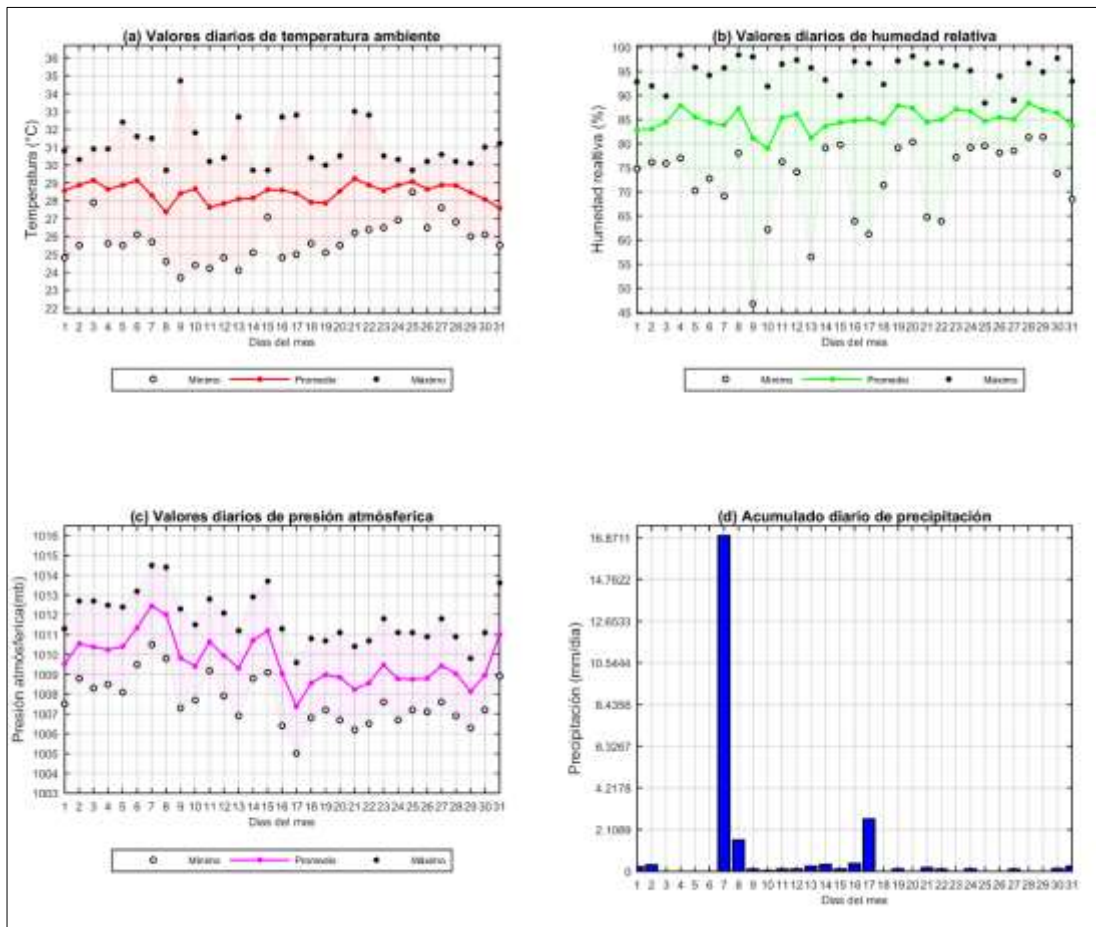 (a) Valores diarios de temperatura ambiente
Temperatura (°C)
36
35
34
33
32
31
30
29
28
27
26
25
24
23
22
1 2 3 4 5 6 7 8 9 10 11 12 13 14 15 16 17 18 19 20 21 22 23 24 25 26 27 28 29 30 31
Dias del mes
Minimo Promedio Máximo
(b) Valores diarios de humedad relativa
Humedad realtiva (%)
100
95
90
85
80
75
70
65
60
55
50
45
1 2 3 4 5 6 7 8 9 10 11 12 13 14 15 16 17 18 19 20 21 22 23 24 25 26 27 28 29 30 31
Dias del mes
Minimo Promedio Maximo
(c) Valores diarios de presión atmósferica
Presión atmósferica(mb)
1016
1015
1014
1013
1012
1011
1010
1009
1008
1007
1006
1005
1004
1003
1 2 3 4 5 6 7 8 9 10 11 12 13 14 15 16 17 18 19 20 21 22 23 24 25 26 27 28 29 30 31
Dias del mes
Minimo Promedio Máximo
(d) Acumulado diario de precipitación
Precipitación (mm/dia)
16.8711
14.7622
12.6533
10.5444
8.4356
6.3267
4.2178
2.1089
0
1 2 3 4 5 6 7 8 9 10 11 12 13 14 15 16 17 18 19 20 21 22 23 24 25 26 27 28 29 30 31
Dias del mes